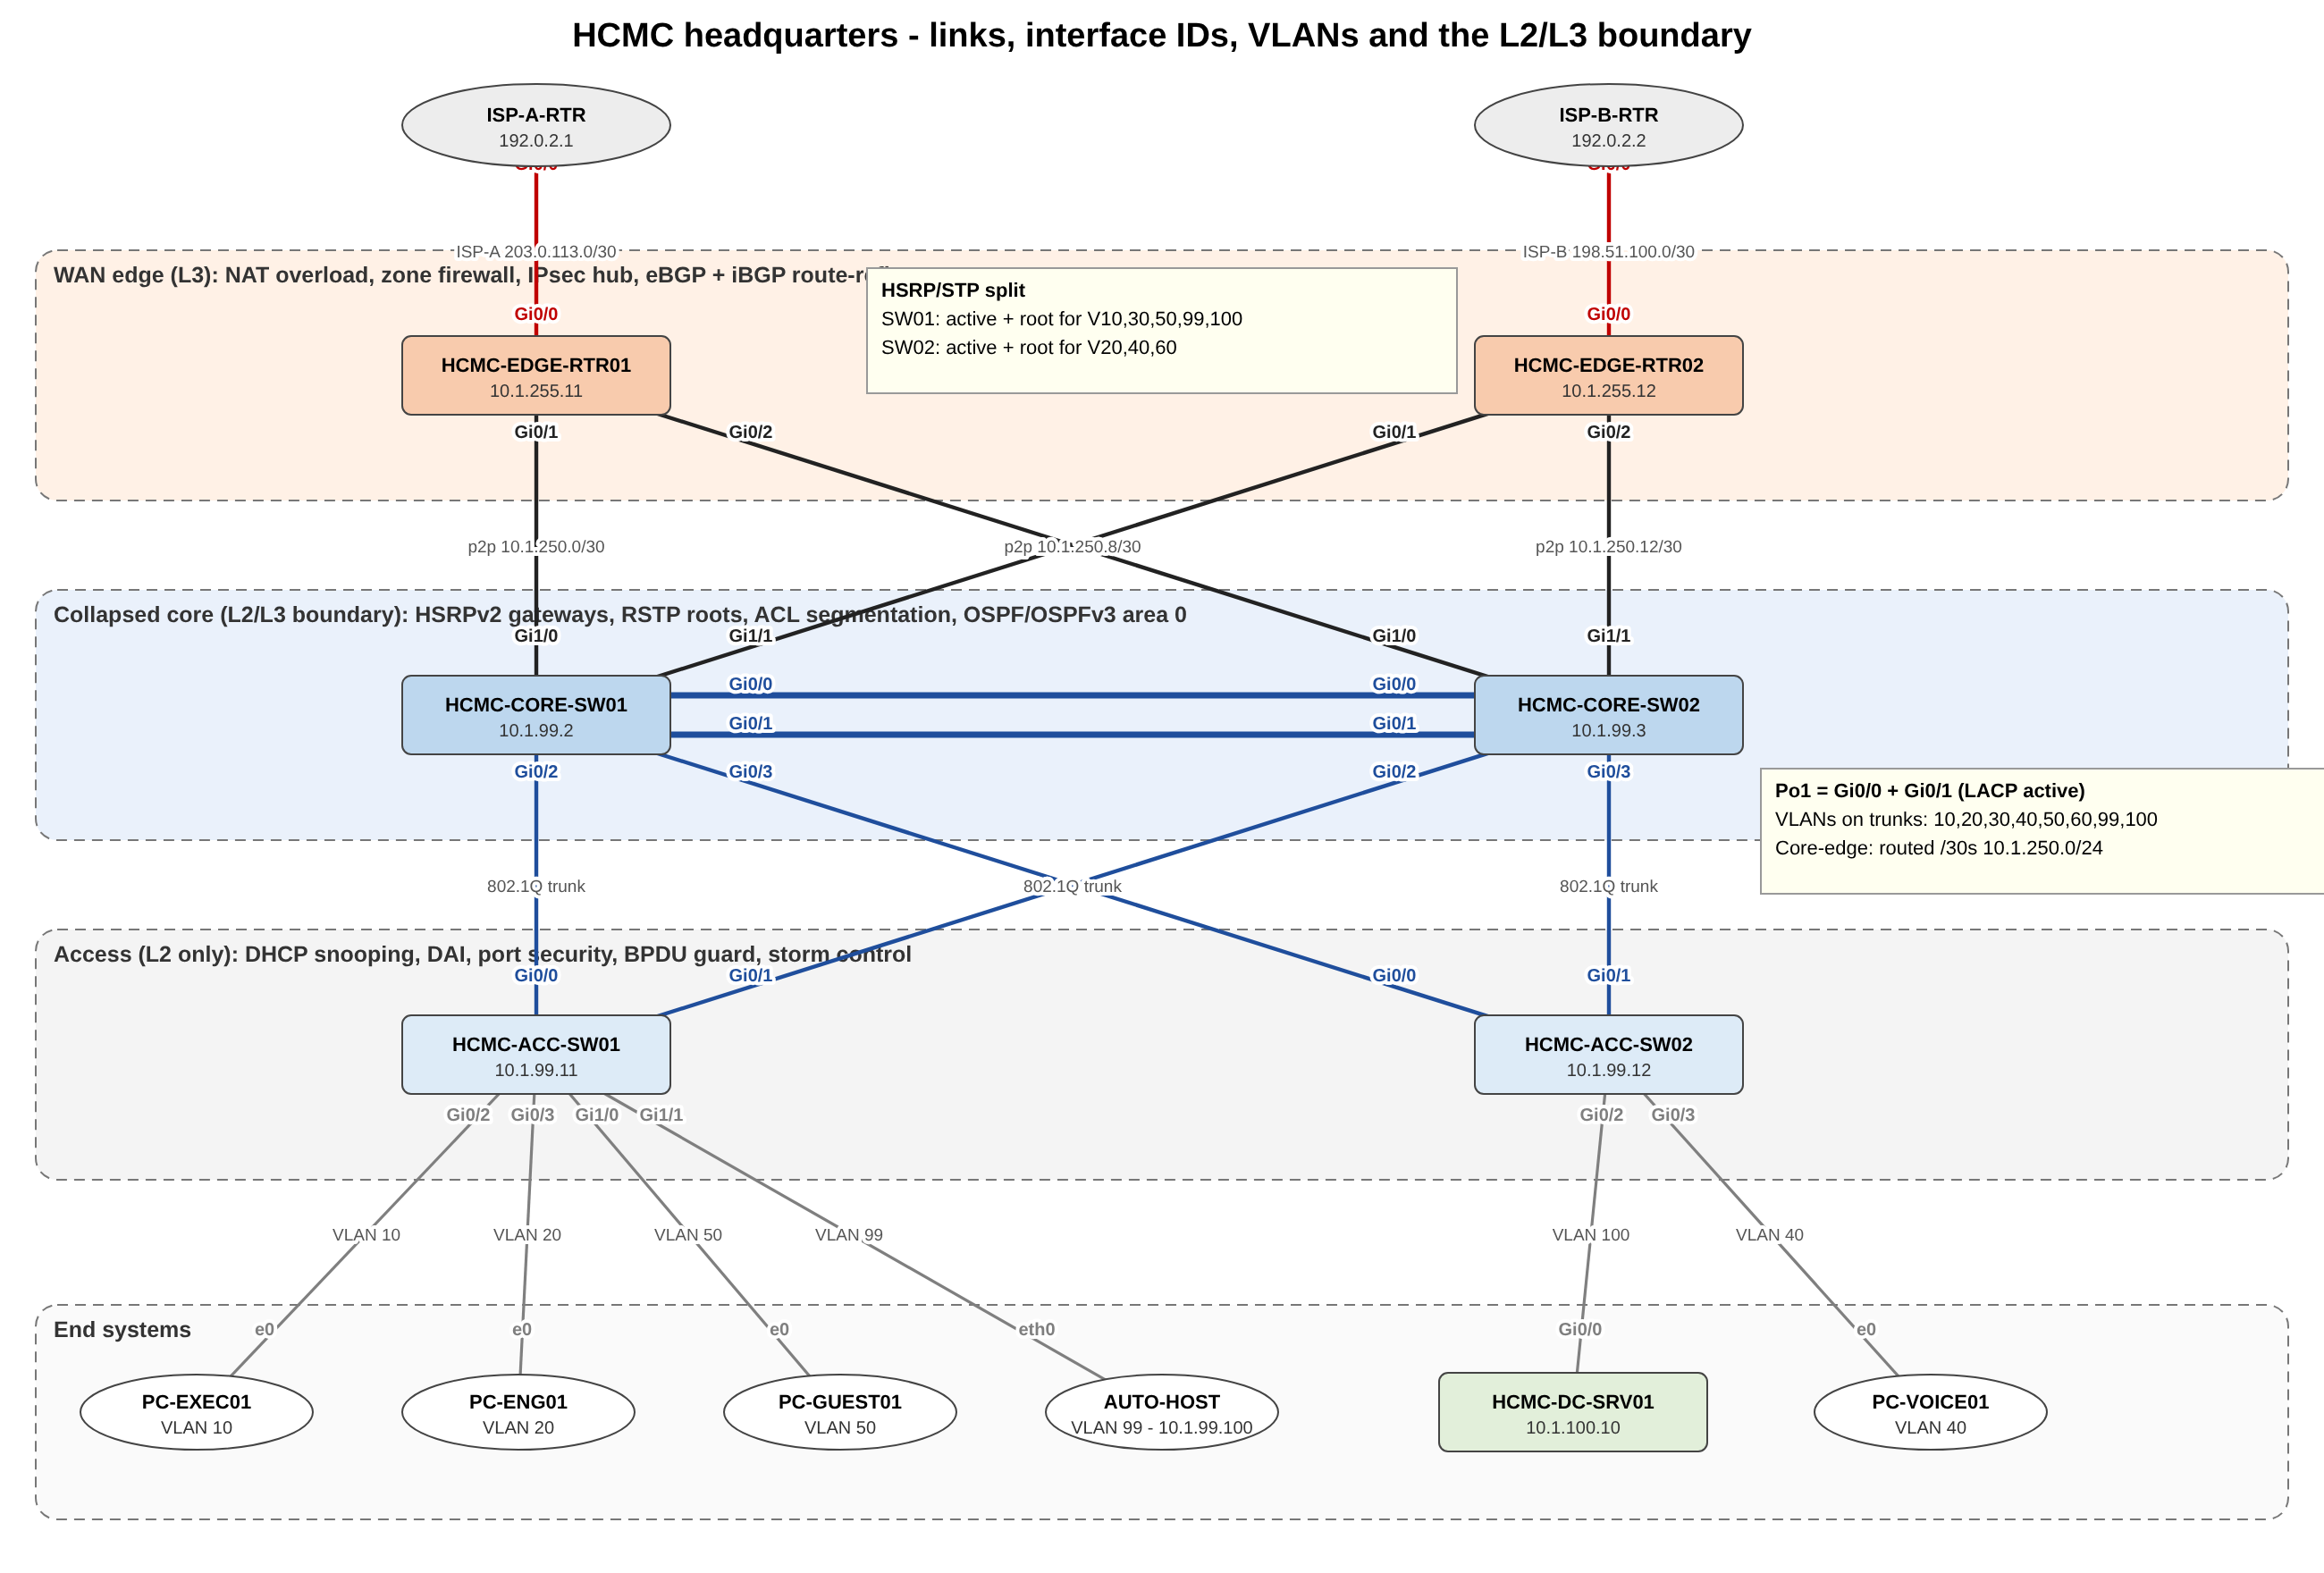 HCMC headquarters - links, interface IDs, VLANs and the L2/L3 boundary
ISP-A-RTR
192.0.2.1
ISP-B-RTR
192.0.2.2
ISP-A 203.0.113.0/30
ISP-B 198.51.100.0/30
WAN edge (L3): NAT overload, zone firewall, IPsec hub, eBGP + iBGP
HSRP/STP split
SW01: active + root for V10,30,50,99,100
SW02: active + root for V20,40,60
Gi0/0
Gi0/0
HCMC-EDGE-RTR01
10.1.255.11
HCMC-EDGE-RTR02
10.1.255.12
Gi0/1
Gi0/2
Gi0/1
Gi0/2
p2p 10.1.250.0/30
p2p 10.1.250.8/30
p2p 10.1.250.12/30
Collapsed core (L2/L3 boundary): HSRPv2 gateways, RSTP roots, ACL segmentation, OSPF/OSPFv3 area 0
Gi1/0
Gi1/1
Gi1/0
Gi1/1
HCMC-CORE-SW01
10.1.99.2
Gi0/0
Gi0/0
Gi0/1
Gi0/1
HCMC-CORE-SW02
10.1.99.3
Gi0/2
Gi0/3
Gi0/2
Gi0/3
Po1 = Gi0/0 + Gi0/1 (LACP active)
VLANs on trunks: 10,20,30,40,50,60,99,100
Core-edge: routed /30s 10.1.250.0/24
802.1Q trunk
802.1Q trunk
802.1Q trunk
Access (L2 only): DHCP snooping, DAI, port security, BPDU guard, storm control
Gi0/0
Gi0/1
Gi0/0
Gi0/1
HCMC-ACC-SW01
10.1.99.11
HCMC-ACC-SW02
10.1.99.12
Gi0/2
Gi0/3
Gi1/0
Gi1/1
Gi0/2
Gi0/3
VLAN 10
VLAN 20
VLAN 50
VLAN 99
VLAN 100
VLAN 40
End systems
e0
e0
e0
eth0
Gi0/0
e0
PC-EXEC01
VLAN 10
PC-ENG01
VLAN 20
PC-GUEST01
VLAN 50
AUTO-HOST
VLAN 99 - 10.1.99.100
HCMC-DC-SRV01
10.1.100.10
PC-VOICE01
VLAN 40